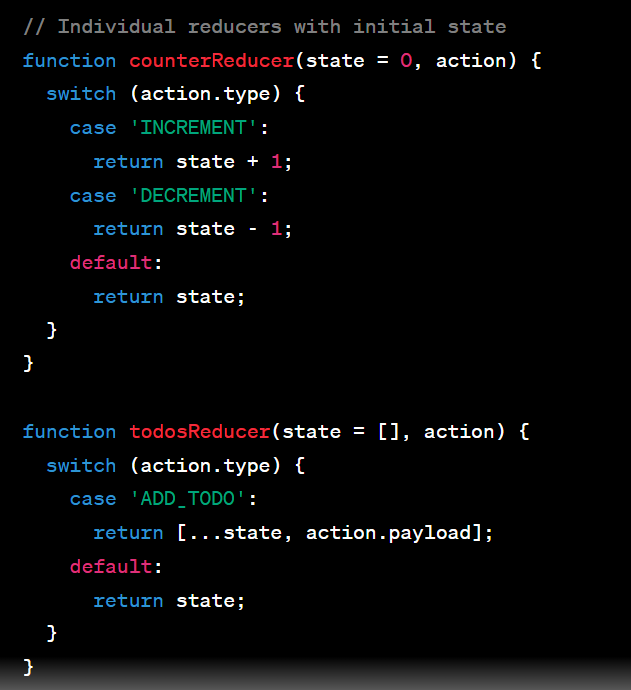 // Individual reducers with initial state
function counterReducer(state = 0, action) {
  switch (action.type) {
    case 'INCREMENT':
      return state + 1;
    case 'DECREMENT':
      return state - 1;
    default:
      return state;
  }
}

function todosReducer(state = [], action) {
  switch (action.type) {
    case 'ADD_TODO':
      return [...state, action.payload];
    default:
      return state;
  }
}